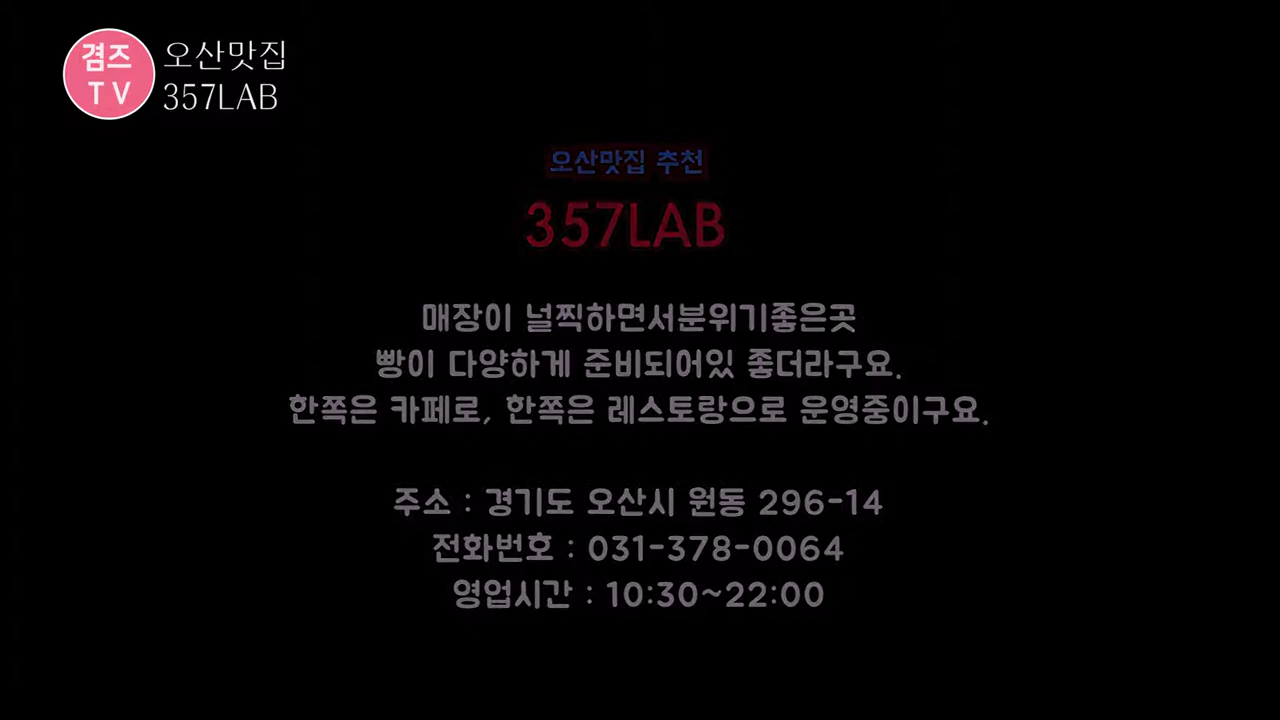 겸즈
TV
오산맛집
357LAB
오산맛집 추천
357LAB
매장이 널찍하면서분위기좋은곳
빵이 다양하게 준비되어있 좋더라구요.
한쪽은 카페로, 한쪽은 레스토랑으로 운영중이구요.
주소 : 경기도 오산시 원동 296-14
전화번호 : 031-378-0064
영업시간 : 10:30~22:00